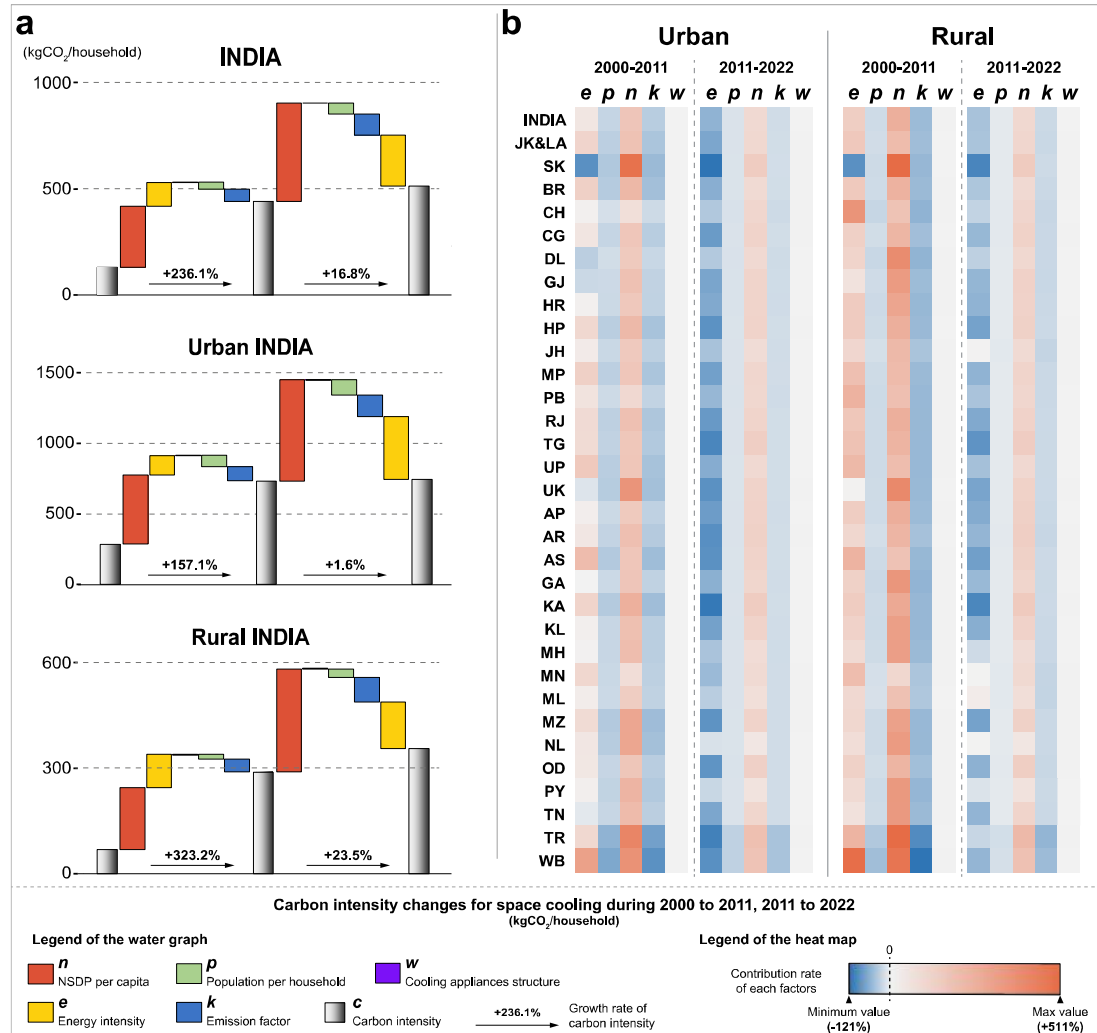 a
(kgCO2/household)
INDIA
1000
500
0
+236.1%
+16.8%
Urban INDIA
1500
1000
500
0
+157.1%
+1.6%
Rural INDIA
600
300
0
+323.2%
+23.5%
b
Urban Rural
2000-2011 2011-2022 2000-2011 2011-2022
e p n k w e p n k w e p n k w e p n k w
INDIA
JK&LA
SK
BR
CH
CG
DL
GJ
HR
HP
JH
MP
PB
RJ
TG
UP
UK
AP
AR
AS
GA
KA
KL
MH
MN
ML
MZ
NL
OD
PY
TN
TR
WB
Carbon intensity changes for space cooling during 2000 to 2011, 2011 to 2022
(kgCO2/household)
Legend of the water graph
n
NSDP per capita
p
Population per household
w
Cooling appliances structure
e
Energy intensity
k
Emission factor
c
Carbon intensity
+236.1%
Growth rate of
carbon intensity
Legend of the heat map
0
Contribution rate
of each factors
Minimum value
(-121%)
Max value
(+511%)